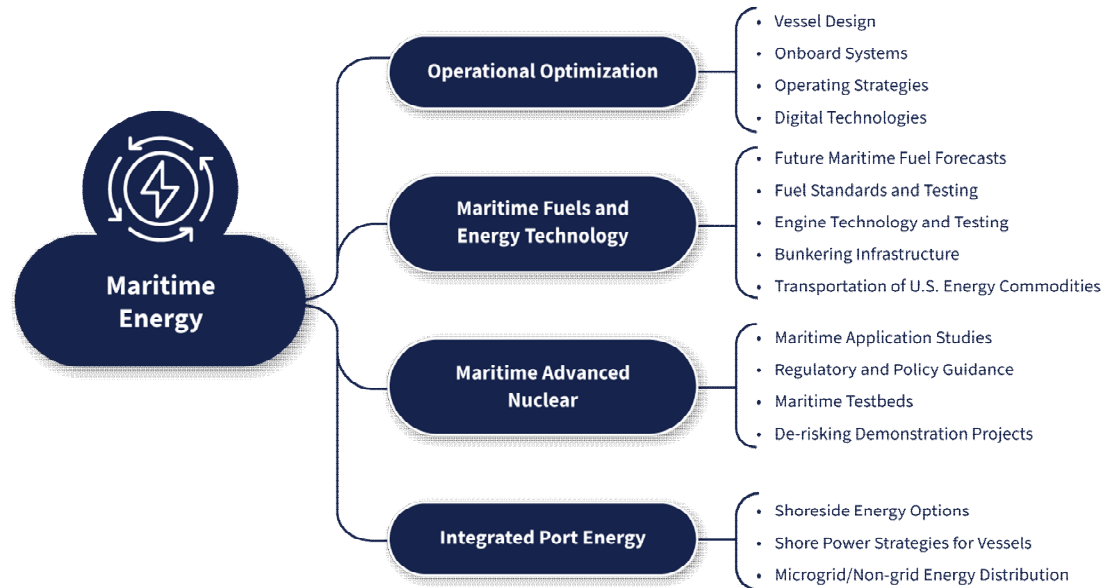 Maritime
Energy
Operational Optimization
• Vessel Design
• Onboard Systems
• Operating Strategies
• Digital Technologies
Maritime Fuels and
Energy Technology
• Future Maritime Fuel Forecasts
• Fuel Standards and Testing
• Engine Technology and Testing
• Bunkering Infrastructure
• Transportation of U.S. Energy Commodities
Maritime Advanced
Nuclear
• Maritime Application Studies
• Regulatory and Policy Guidance
• Maritime Testbeds
• De-risking Demonstration Projects
Integrated Port Energy
• Shoreside Energy Options
• Shore Power Strategies for Vessels
• Microgrid/Non-grid Energy Distribution